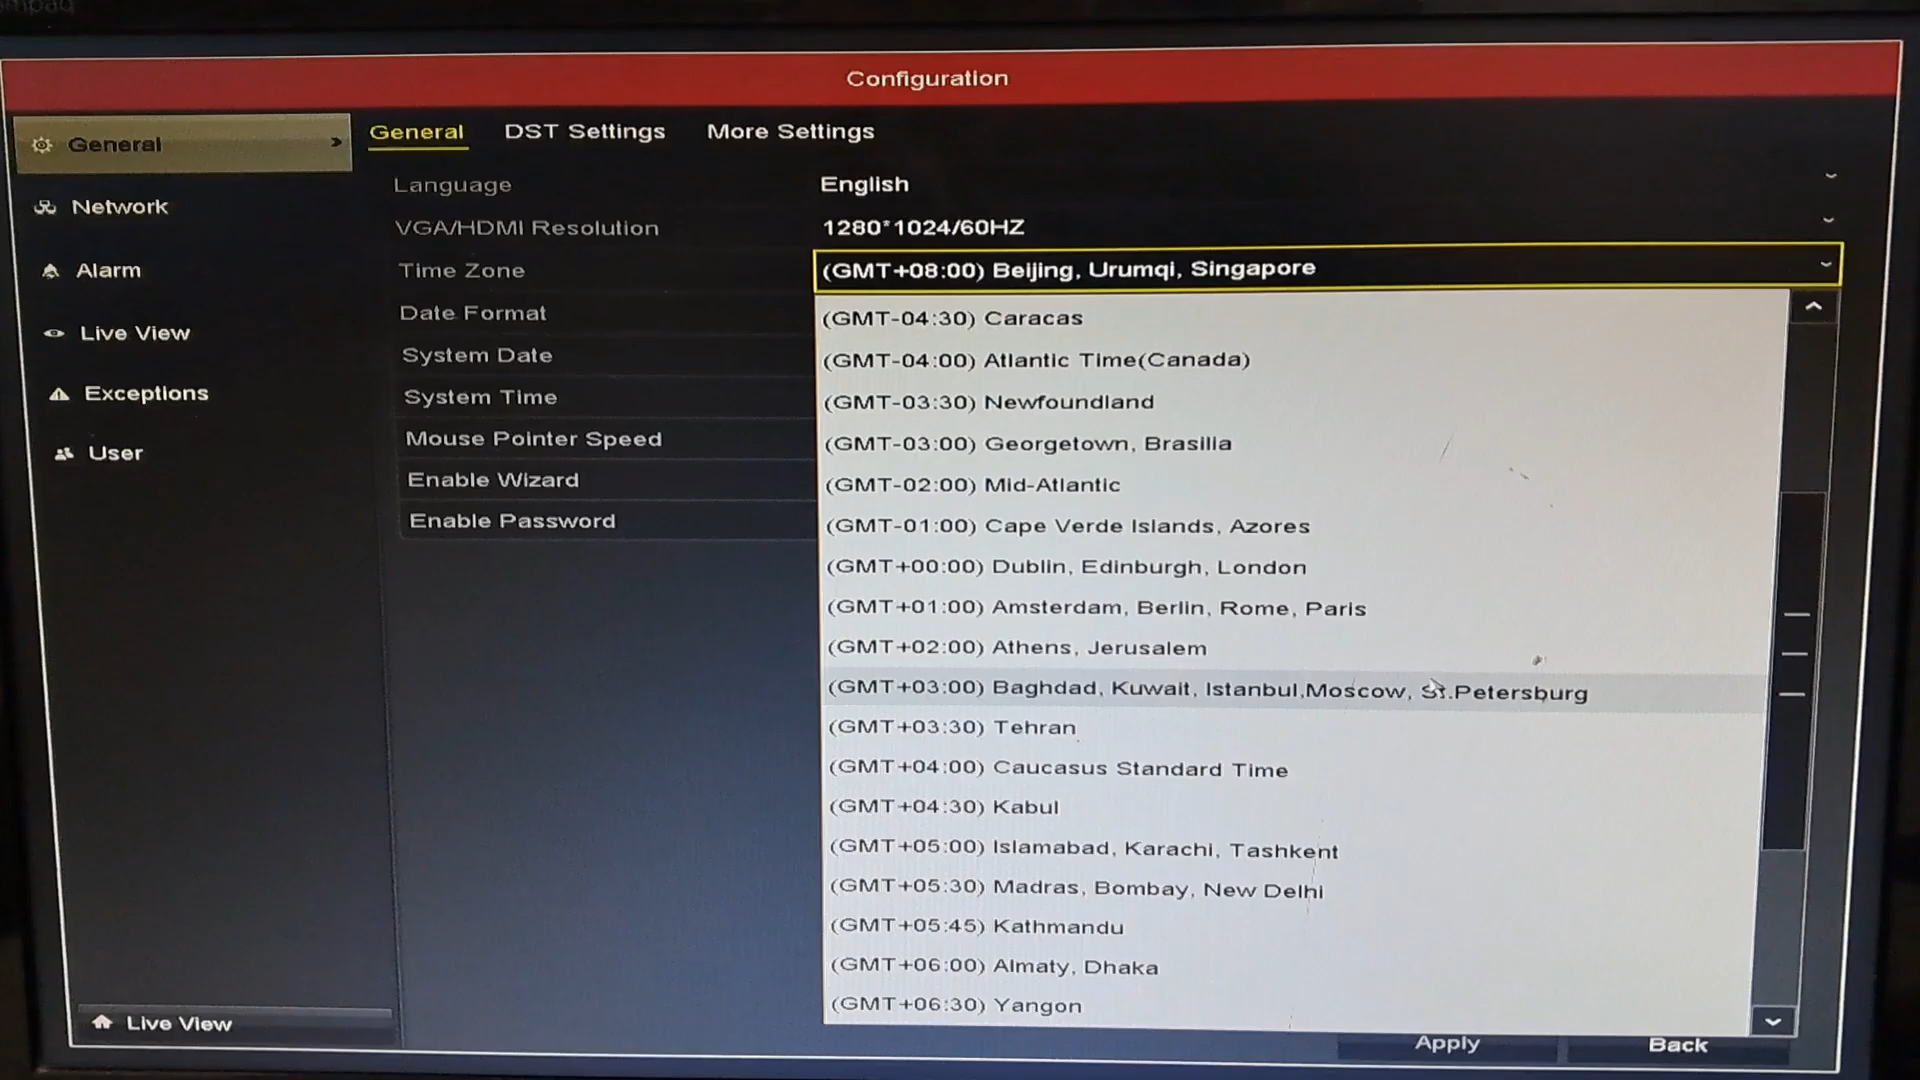 Configuration
General
Network
Alarm
Live View
Exceptions
User
Live View
General DST Settings More Settings
Language English
VGA/HDMI Resolution 1280*1024/60HZ
Time Zone (GMT+08:00) Beijing, Urumqi, Singapore
Date Format
System Date
System Time
Mouse Pointer Speed
Enable Wizard
Enable Password
(GMT-04:30) Caracas
(GMT-04:00) Atlantic Time(Canada)
(GMT-03:30) Newfoundland
(GMT-03:00) Georgetown, Brasilia
(GMT-02:00) Mid-Atlantic
(GMT-01:00) Cape Verde Islands, Azores
(GMT+00:00) Dublin, Edinburgh, London
(GMT+01:00) Amsterdam, Berlin, Rome, Paris
(GMT+02:00) Athens, Jerusalem
(GMT+03:00) Baghdad, Kuwait, Istanbul,Moscow, St.Petersburg
(GMT+03:30) Tehran
(GMT+04:00) Caucasus Standard Time
(GMT+04:30) Kabul
(GMT+05:00) Islamabad, Karachi, Tashkent
(GMT+05:30) Madras, Bombay, New Delhi
(GMT+05:45) Kathmandu
(GMT+06:00) Almaty, Dhaka
(GMT+06:30) Yangon
Apply Back